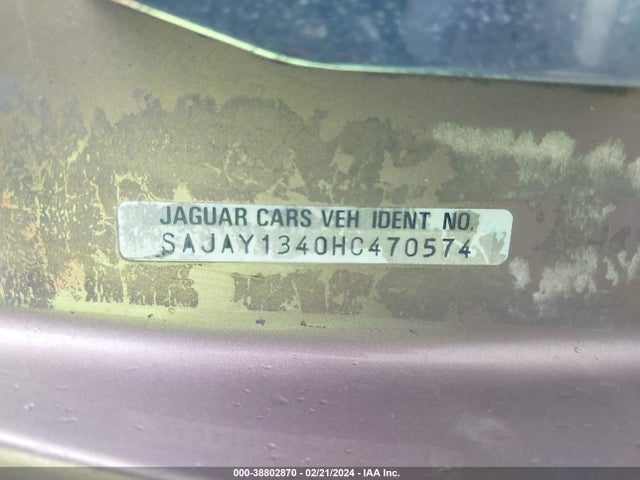 JAGUAR CARS VEH IDENT NO.
SAJAY1340HC470574
000-38802870 - 02/21/2024 - IAA Inc.